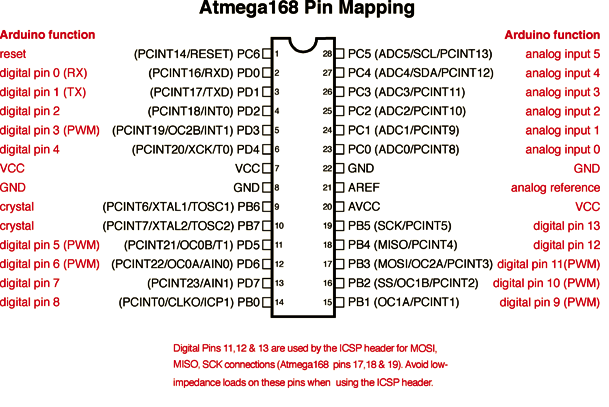 Atmega168 Pin Mapping
Arduino function Arduino function
reset (PCINT14/RESET) PC6 1 28 PC5 (ADC5/SCL/PCINT13) analog input 5
digital pin 0 (RX) (PCINT16/RXD) PD0 2 27 PC4 (ADC4/SDA/PCINT12) analog input 4
digital pin 1 (TX) (PCINT17/TXD) PD1 3 26 PC3 (ADC3/PCINT11) analog input 3
digital pin 2 (PCINT18/INT0) PD2 4 25 PC2 (ADC2/PCINT10) analog input 2
digital pin 3 (PWM) (PCINT19/OC2B/INT1) PD3 5 24 PC1 (ADC1/PCINT9) analog input 1
digital pin 4 (PCINT20/XCK/T0) PD4 6 23 PC0 (ADC0/PCINT8) analog input 0
VCC VCC 7 22 GND GND
GND GND 8 21 AREF analog reference
crystal (PCINT6/XTAL1/TOSC1) PB6 9 20 AVCC VCC
crystal (PCINT7/XTAL2/TOSC2) PB7 10 19 PB5 (SCK/PCINT5) digital pin 13
digital pin 5 (PWM) (PCINT21/OC0B/T1) PD5 11 18 PB4 (MISO/PCINT4) digital pin 12
digital pin 6 (PWM) (PCINT22/OC0A/AIN0) PD6 12 17 PB3 (MOSI/OC2A/PCINT3) digital pin 11(PWM)
digital pin 7 (PCINT23/AIN1) PD7 13 16 PB2 (SS/OC1B/PCINT2) digital pin 10 (PWM)
digital pin 8 (PCINT0/CLKO/ICP1) PB0 14 15 PB1 (OC1A/PCINT1) digital pin 9 (PWM)
Digital Pins 11,12 & 13 are used by the ICSP header for MOSI,
MISO, SCK connections (Atmega168 pins 17,18 & 19). Avoid low-
impedance loads on these pins when using the ICSP header.